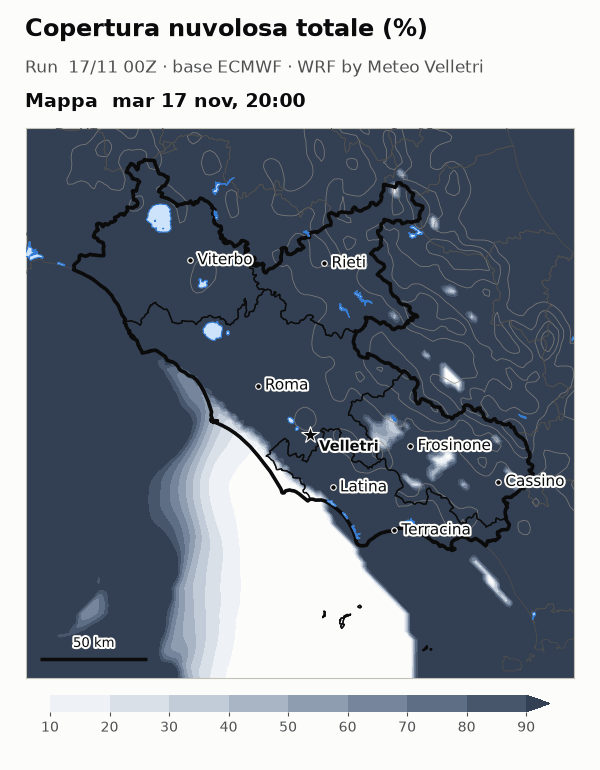 Copertura nuvolosa totale (%)
Run  17/11 00Z · base ECMWF · WRF by Meteo Velletri
Mappa  mar 17 nov, 20:00
Viterbo
Rieti
Roma
Velletri
Frosinone
Cassino
Latina
Terracina
50 km
10 20 30 40 50 60 70 80 90